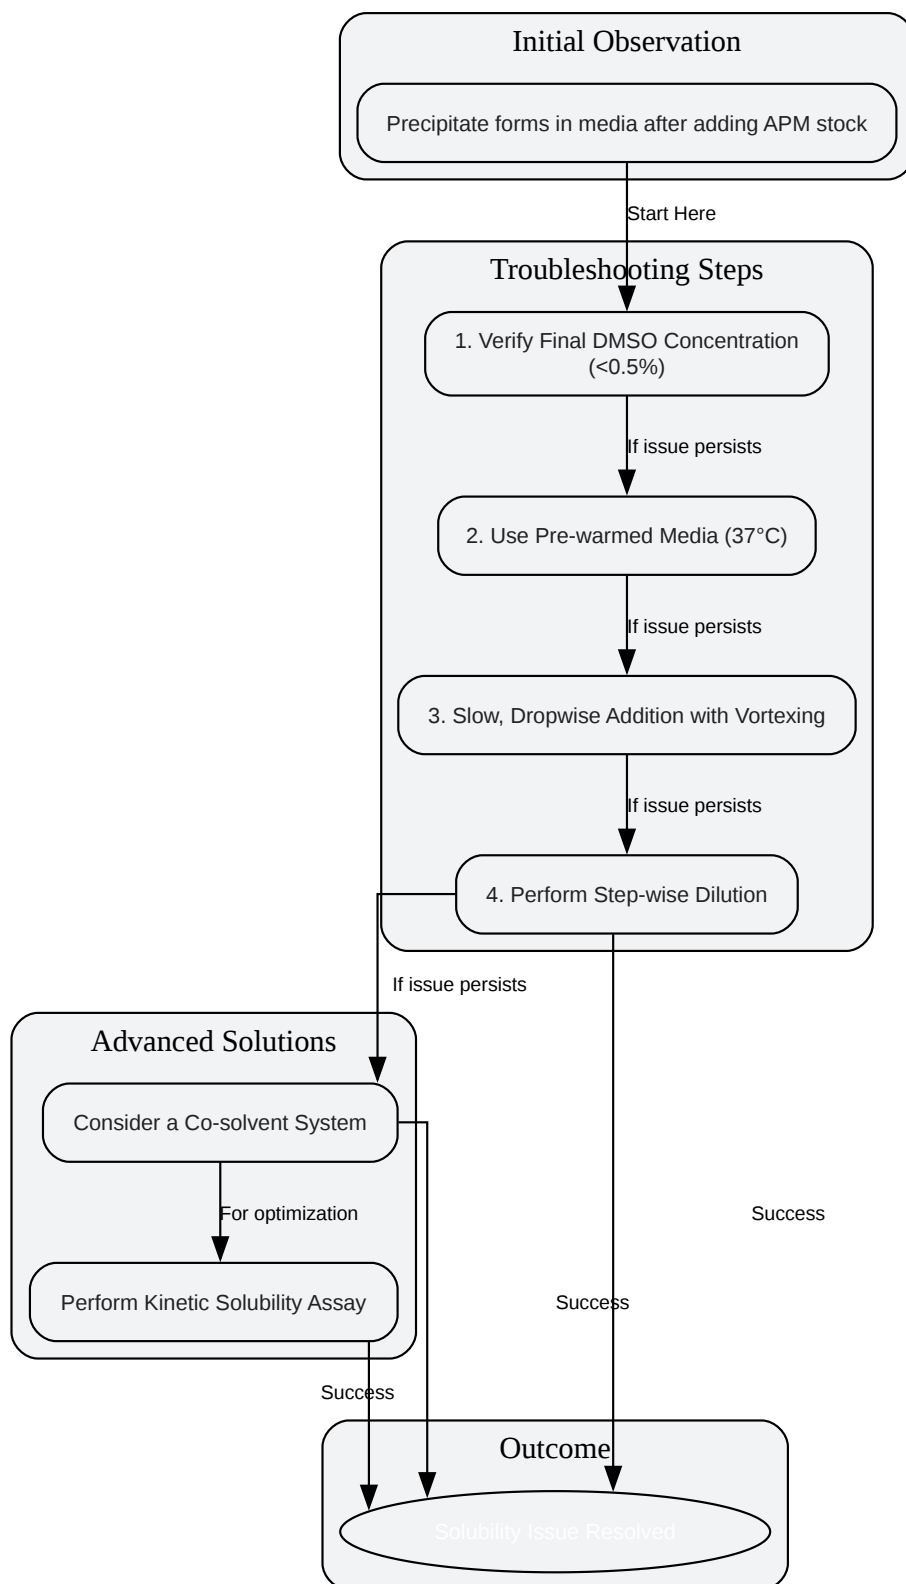 Initial Observation
Precipitate forms in media after adding APM stock
Start Here
Troubleshooting Steps
1. Verify Final DMSO Concentration
(<0.5%)
If issue persists
2. Use Pre-warmed Media (37°C)
If issue persists
3. Slow, Dropwise Addition with Vortexing
If issue persists
4. Perform Step-wise Dilution
If issue persists
Advanced Solutions
Consider a Co-solvent System
For optimization
Success
Perform Kinetic Solubility Assay
Success
Success
Outcome
Solubility Issue Resolved